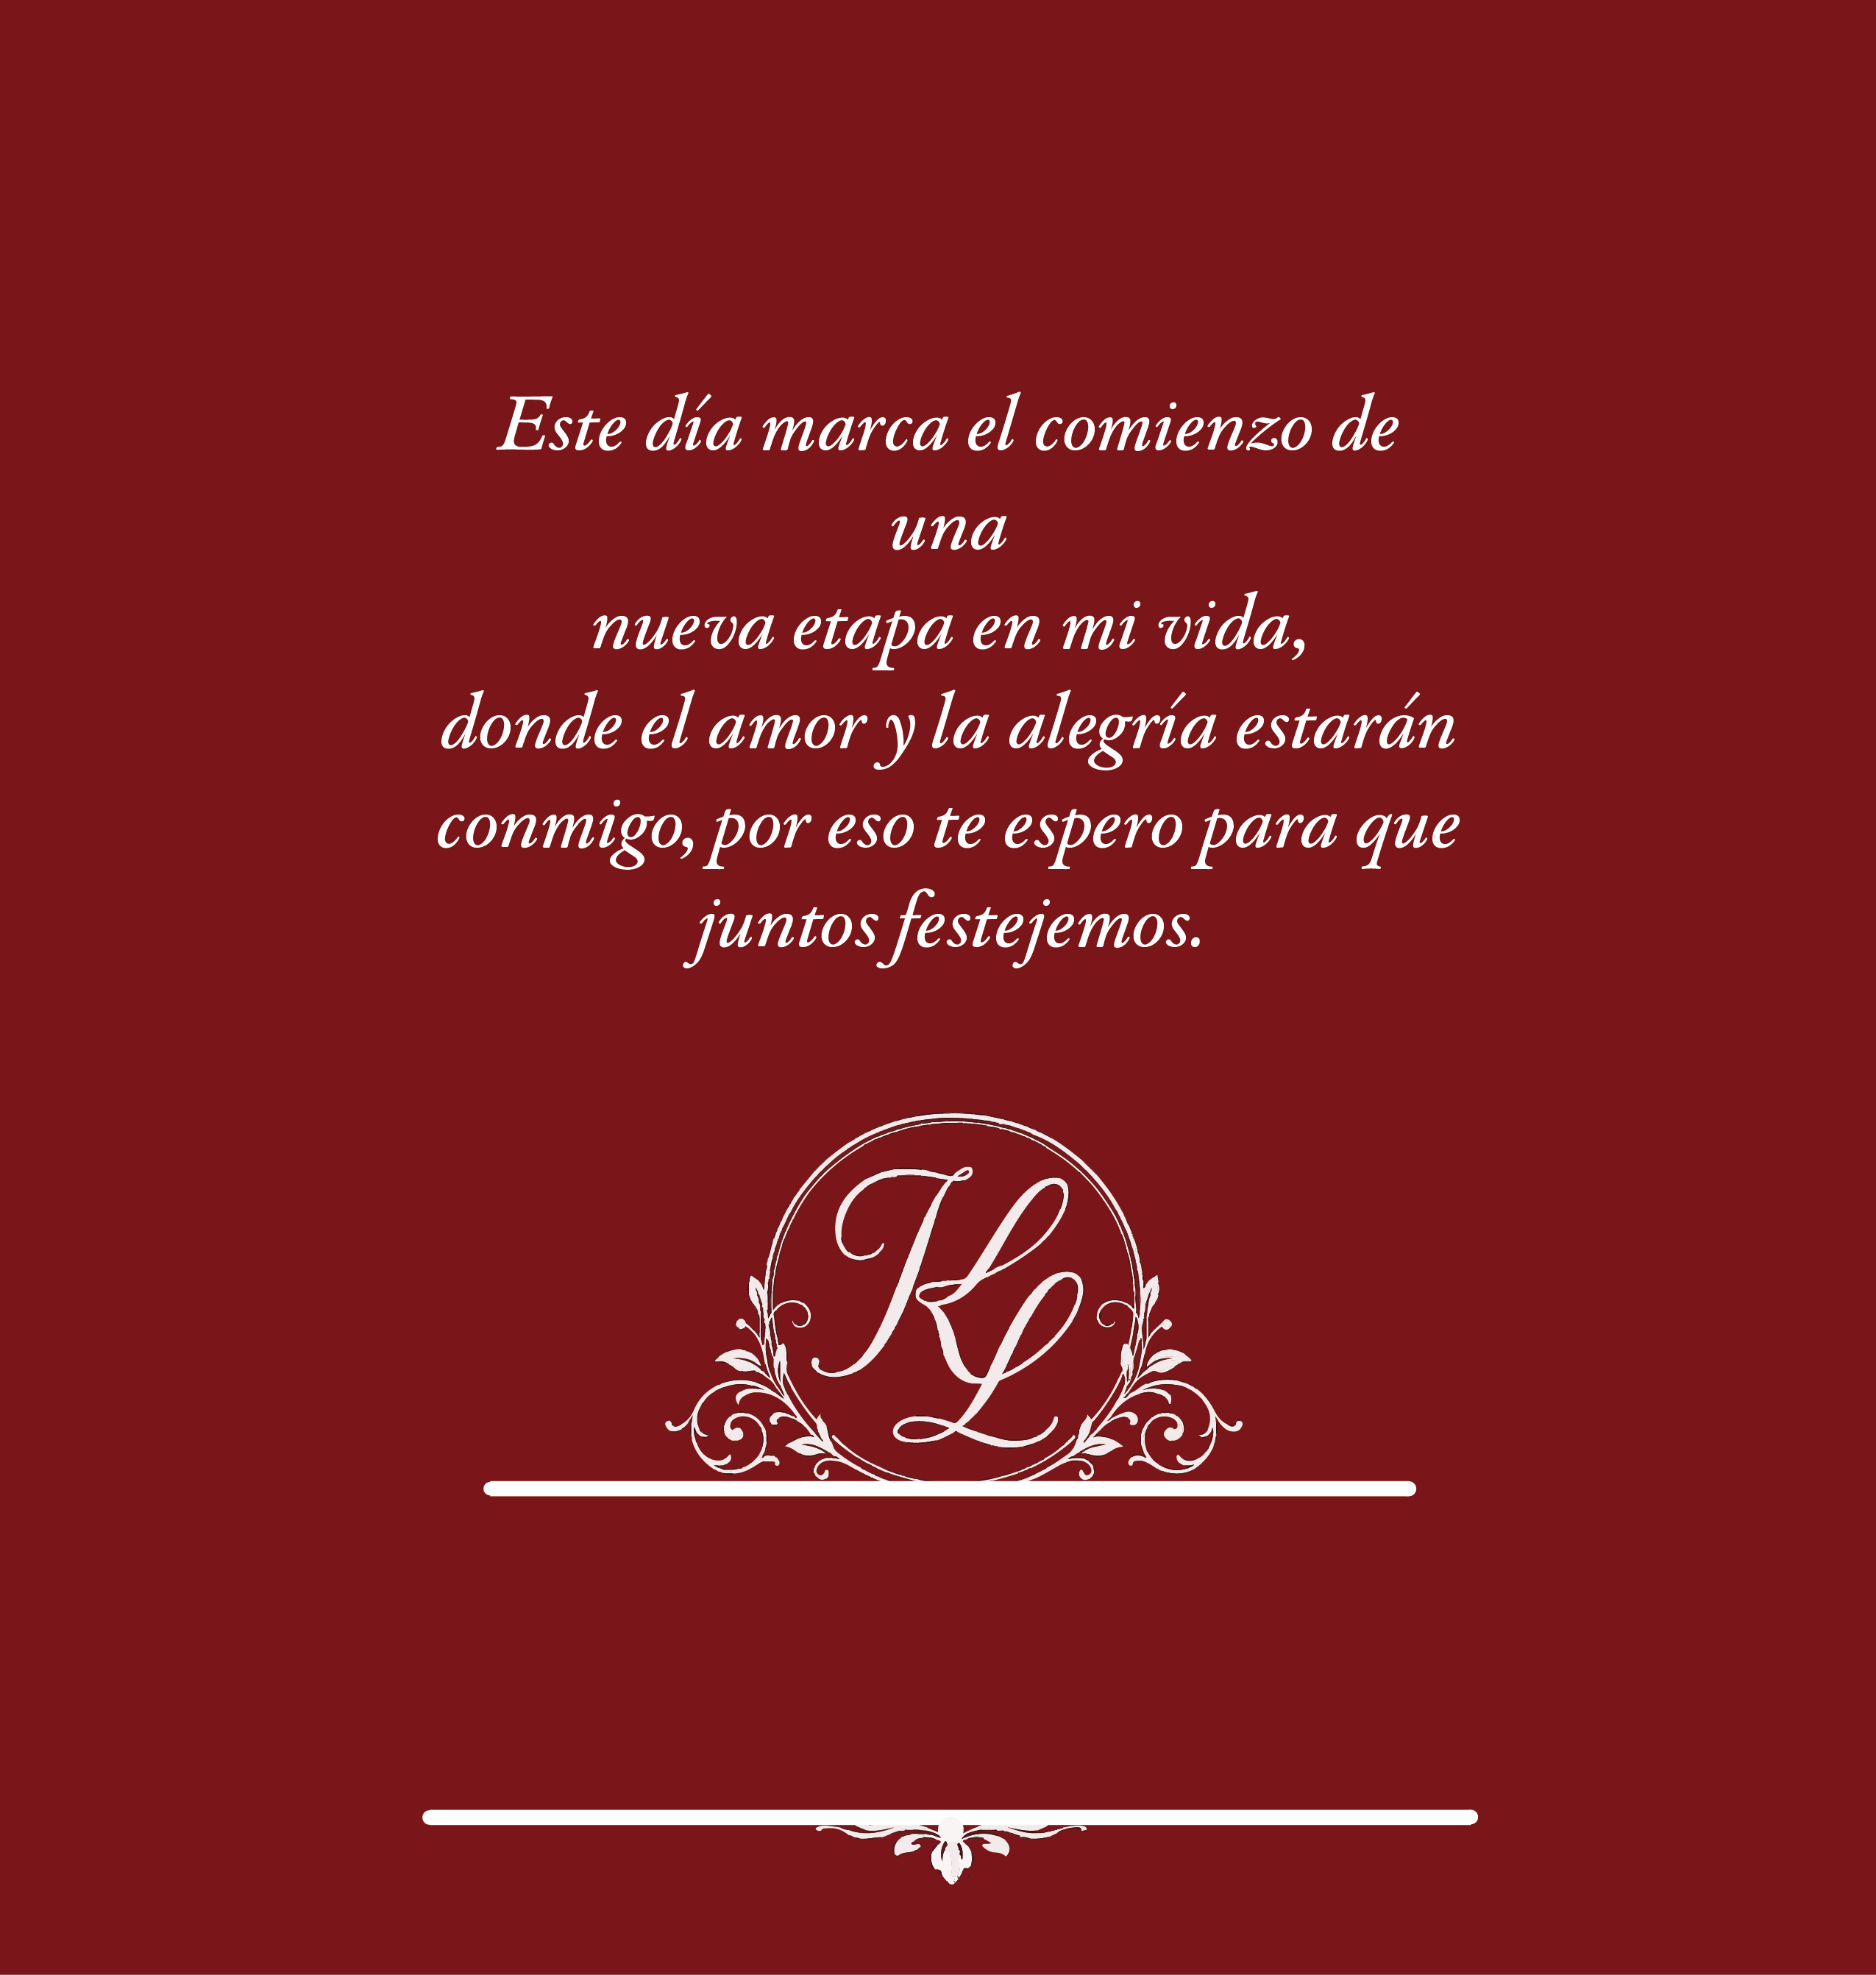 Este día marca el comienzo de
una
nueva etapa en mi vida,
donde el amor y la alegría estarán
conmigo, por eso te espero para que
juntos festejemos.
KL